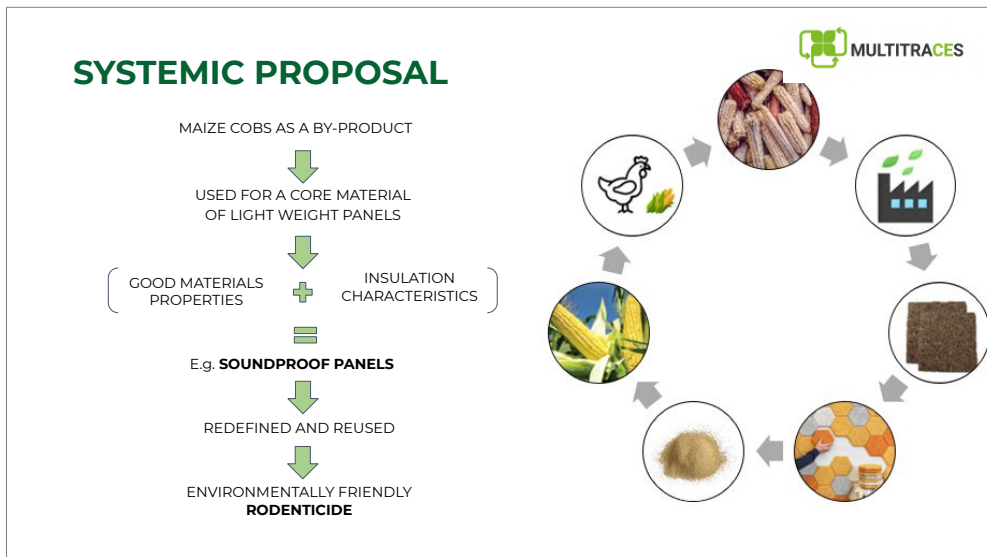 MULTITRACES
SYSTEMIC PROPOSAL
MAIZE COBS AS A BY-PRODUCT
USED FOR A CORE MATERIAL
OF LIGHT WEIGHT PANELS
GOOD MATERIALS
PROPERTIES
INSULATION
CHARACTERISTICS
E.g. SOUNDPROOF PANELS
REDEFINED AND REUSED
ENVIRONMENTALLY FRIENDLY
RODENTICIDE